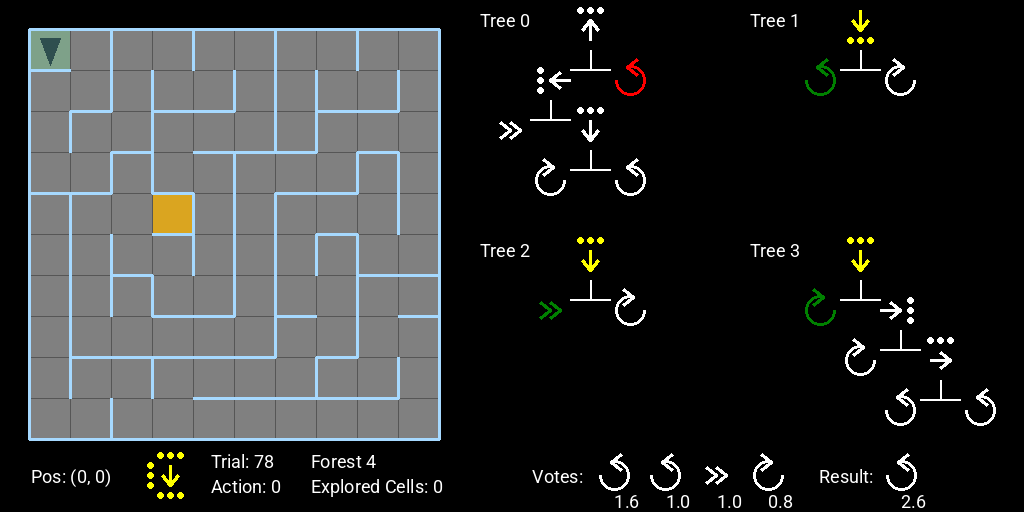 Tree 0
Tree 1
Tree 2
Tree 3
Pos: (0, 0)
Trial: 78
Forest 4
Action: 0
Explored Cells: 0
Votes:
1.6
1.0
1.0
0.8
Result:
2.6